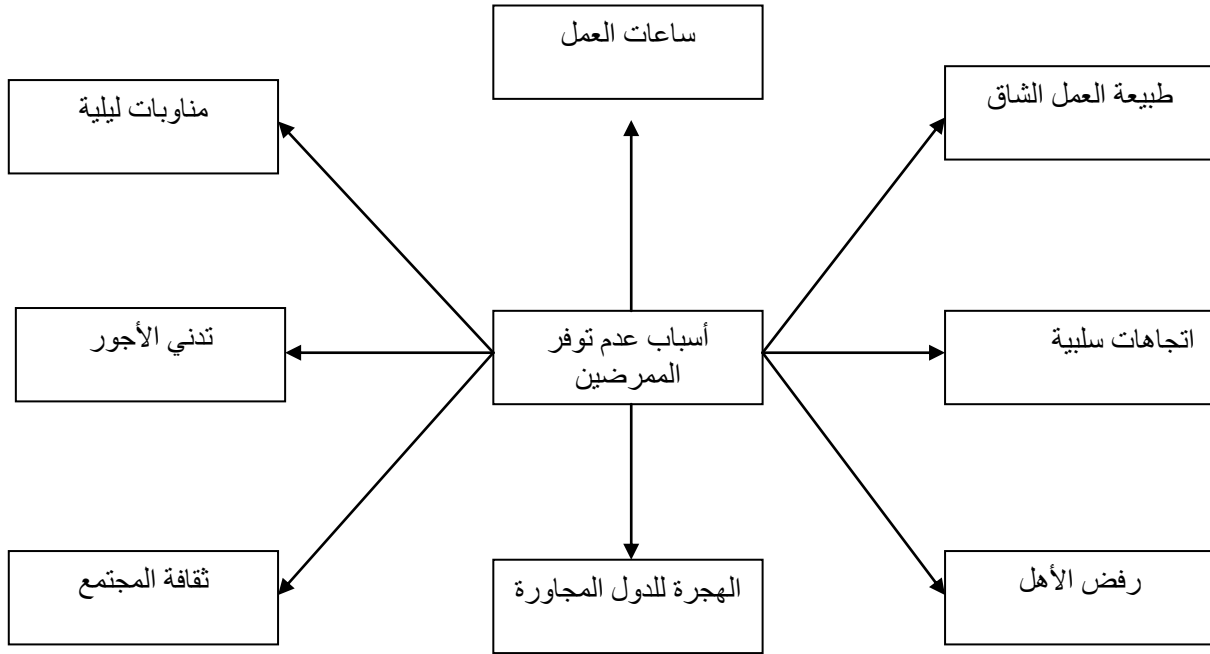 ساعات العمل
طبيعة العمل الشاق
مناوبات ليلية
أسباب عدم توفر
الممرضين
اتجاهات سلبية
تدني الأجور
رفض الأهل
الهجرة للدول المجاورة
ثقافة المجتمع